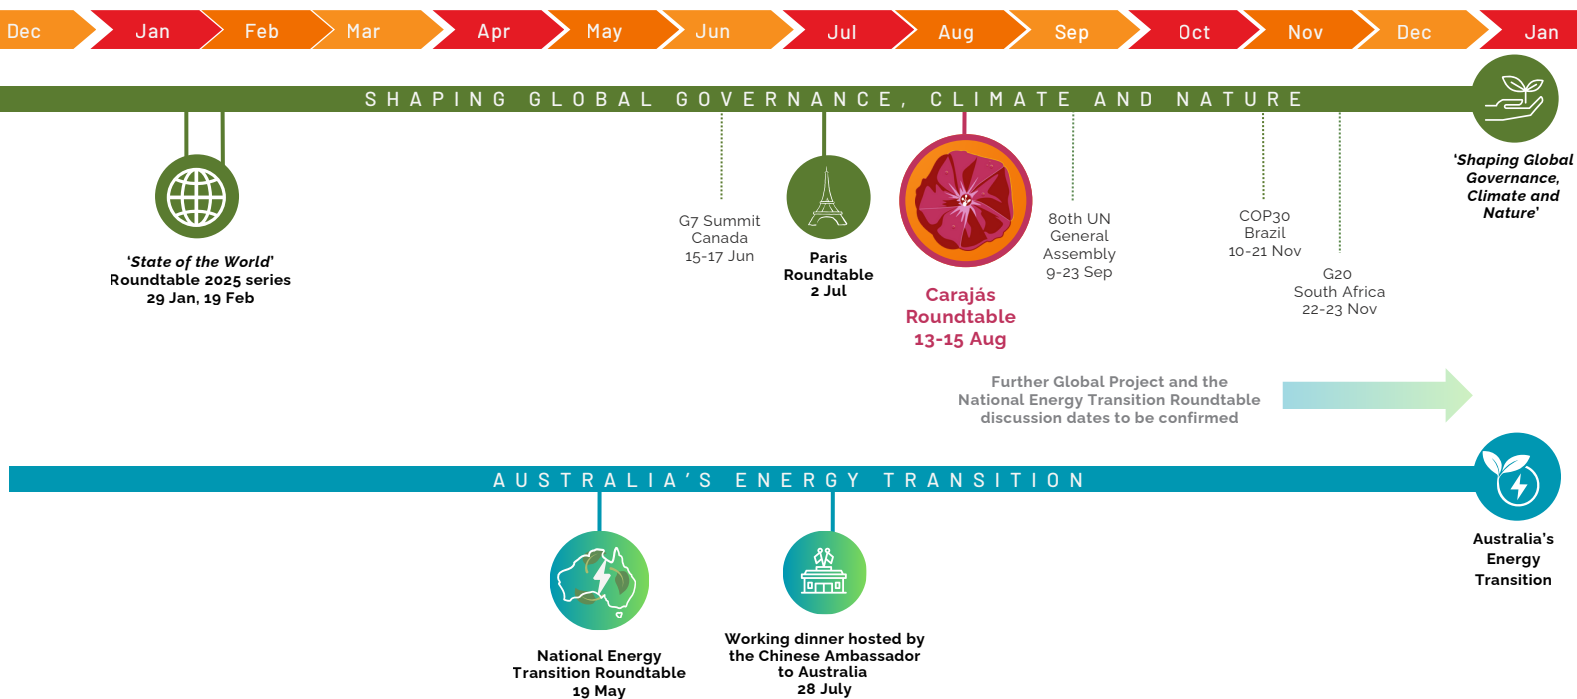 Dec Jan Feb Mar Apr May Jun Jul Aug Sep Oct Nov Dec Jan
SHAPING GLOBAL GOVERNANCE, CLIMATE AND NATURE
'Shaping Global
Governance,
Climate and
Nature'
'State of the World'
Roundtable 2025 series
29 Jan, 19 Feb
G7 Summit
Canada
15-17 Jun
Paris
Roundtable
2 Jul
Carajás
Roundtable
13-15 Aug
80th UN
General
Assembly
9-23 Sep
COP30
Brazil
10-21 Nov
G20
South Africa
22-23 Nov
Further Global Project and the
National Energy Transition Roundtable
discussion dates to be confirmed
AUSTRALIA'S ENERGY TRANSITION
Australia's
Energy
Transition
National Energy
Transition Roundtable
19 May
Working dinner hosted by
the Chinese Ambassador
to Australia
28 July